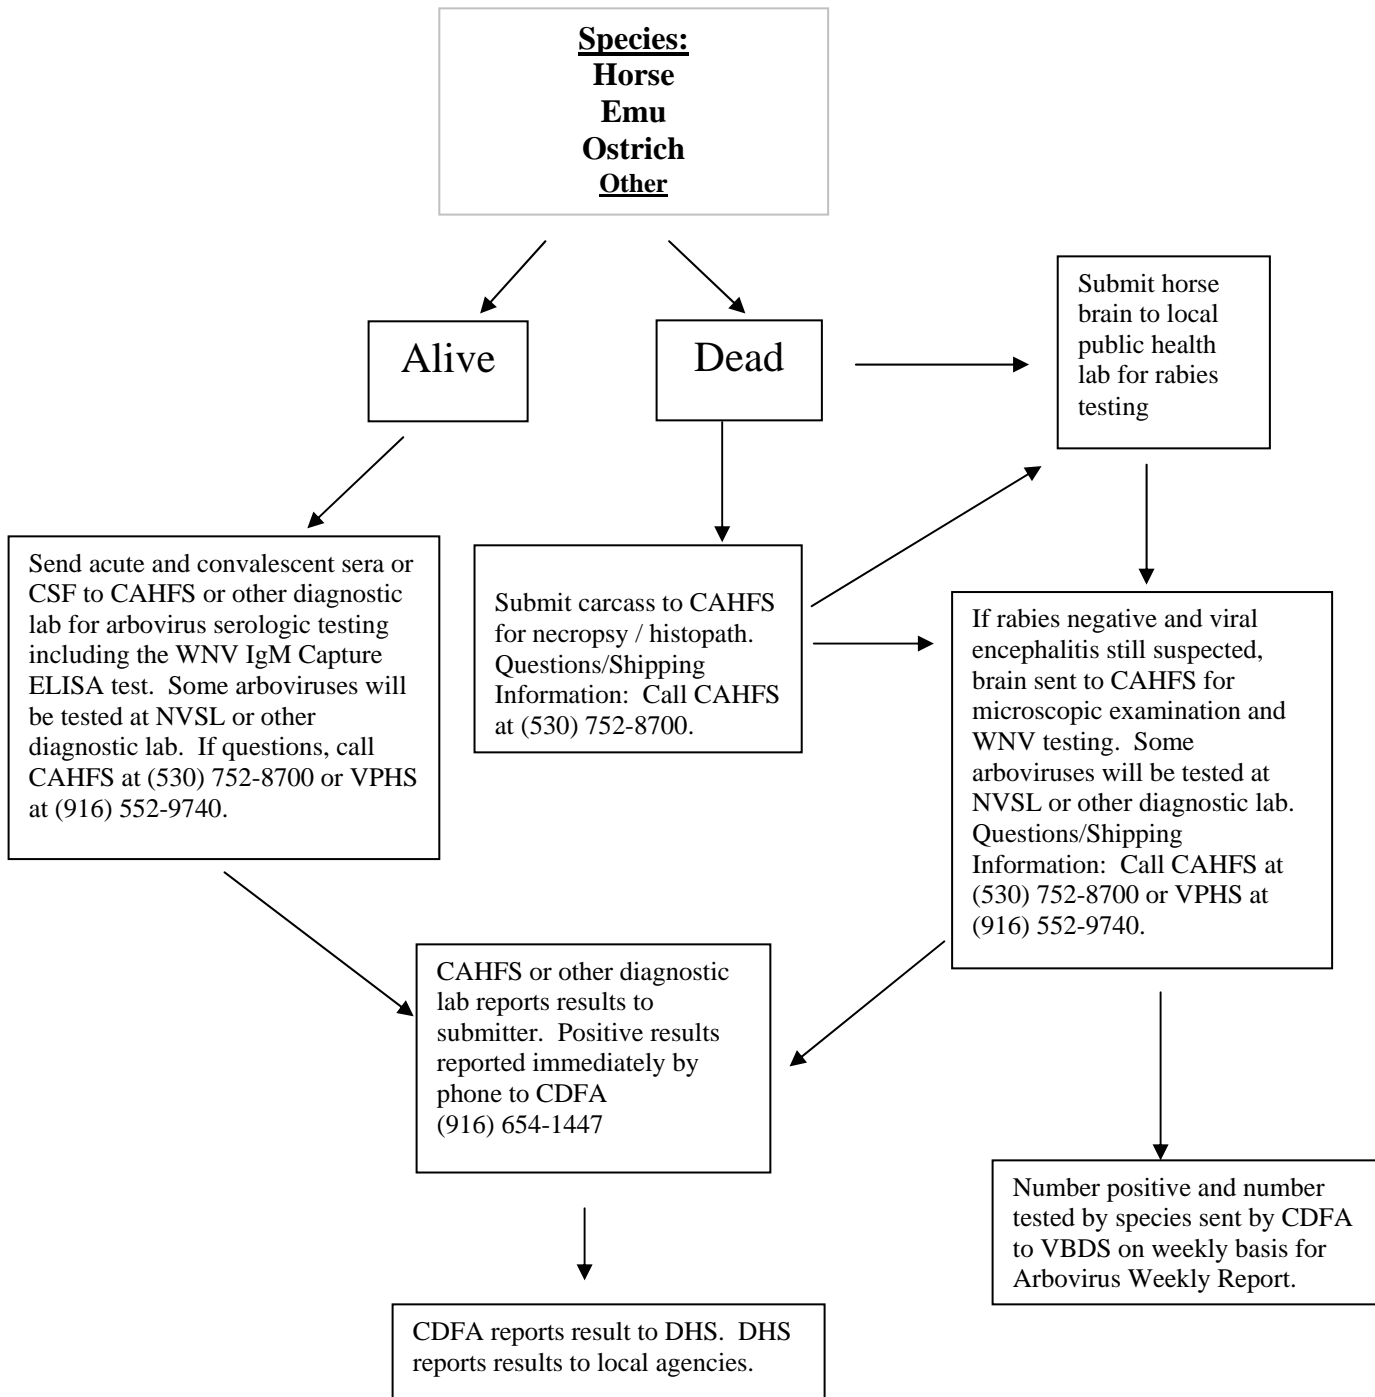 Species:
Horse
Emu
Ostrich
Other
Alive
Dead
Submit horse
brain to local
public health
lab for rabies
testing
Send acute and convalescent sera or
CSF to CAHFS or other diagnostic
lab for arbovirus serologic testing
including the WNV IgM Capture
ELISA test.  Some arboviruses will
be tested at NVSL or other
diagnostic lab.  If questions, call
CAHFS at (530) 752-8700 or VPHS
at (916) 552-9740.
Submit carcass to CAHFS
for necropsy / histopath.
Questions/Shipping
Information:  Call CAHFS
at (530) 752-8700.
If rabies negative and viral
encephalitis still suspected,
brain sent to CAHFS for
microscopic examination and
WNV testing.  Some
arboviruses will be tested at
NVSL or other diagnostic lab.
Questions/Shipping
Information:  Call CAHFS at
(530) 752-8700 or VPHS at
(916) 552-9740.
CAHFS or other diagnostic
lab reports results to
submitter.  Positive results
reported immediately by
phone to CDFA
(916) 654-1447
Number positive and number
tested by species sent by CDFA
to VBDS on weekly basis for
Arbovirus Weekly Report.
CDFA reports result to DHS.  DHS
reports results to local agencies.